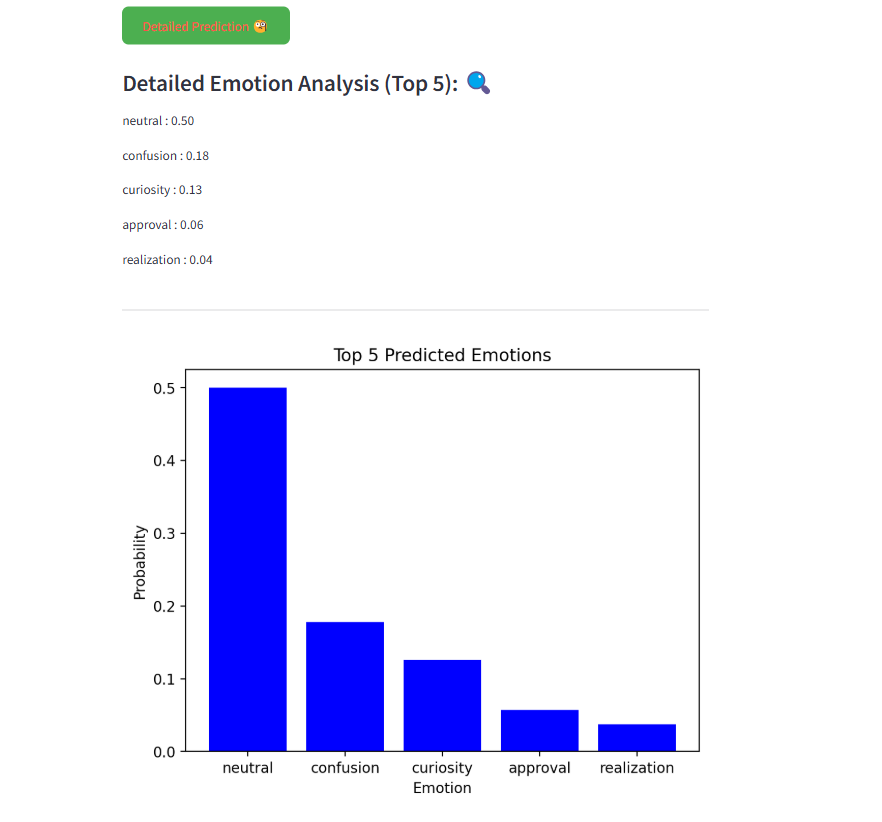 Detailed Prediction 🧐
Detailed Emotion Analysis (Top 5): 🔍
neutral : 0.50
confusion : 0.18
curiosity : 0.13
approval : 0.06
realization : 0.04
Top 5 Predicted Emotions
Probability
0.5
0.4
0.3
0.2
0.1
0.0
neutral confusion curiosity approval realization
Emotion